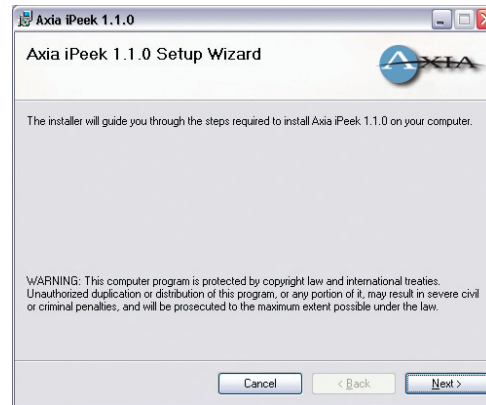 Axia iPeek 1.1.0
Axia iPeek 1.1.0 Setup Wizard
AXIA
The installer will guide you through the steps required to install Axia iPeek 1.1.0 on your computer.
WARNING: This computer program is protected by copyright law and international treaties.
Unauthorized duplication or distribution of this program, or any portion of it, may result in severe civil
or criminal penalties, and will be prosecuted to the maximum extent possible under the law.
Cancel
< Back
Next >